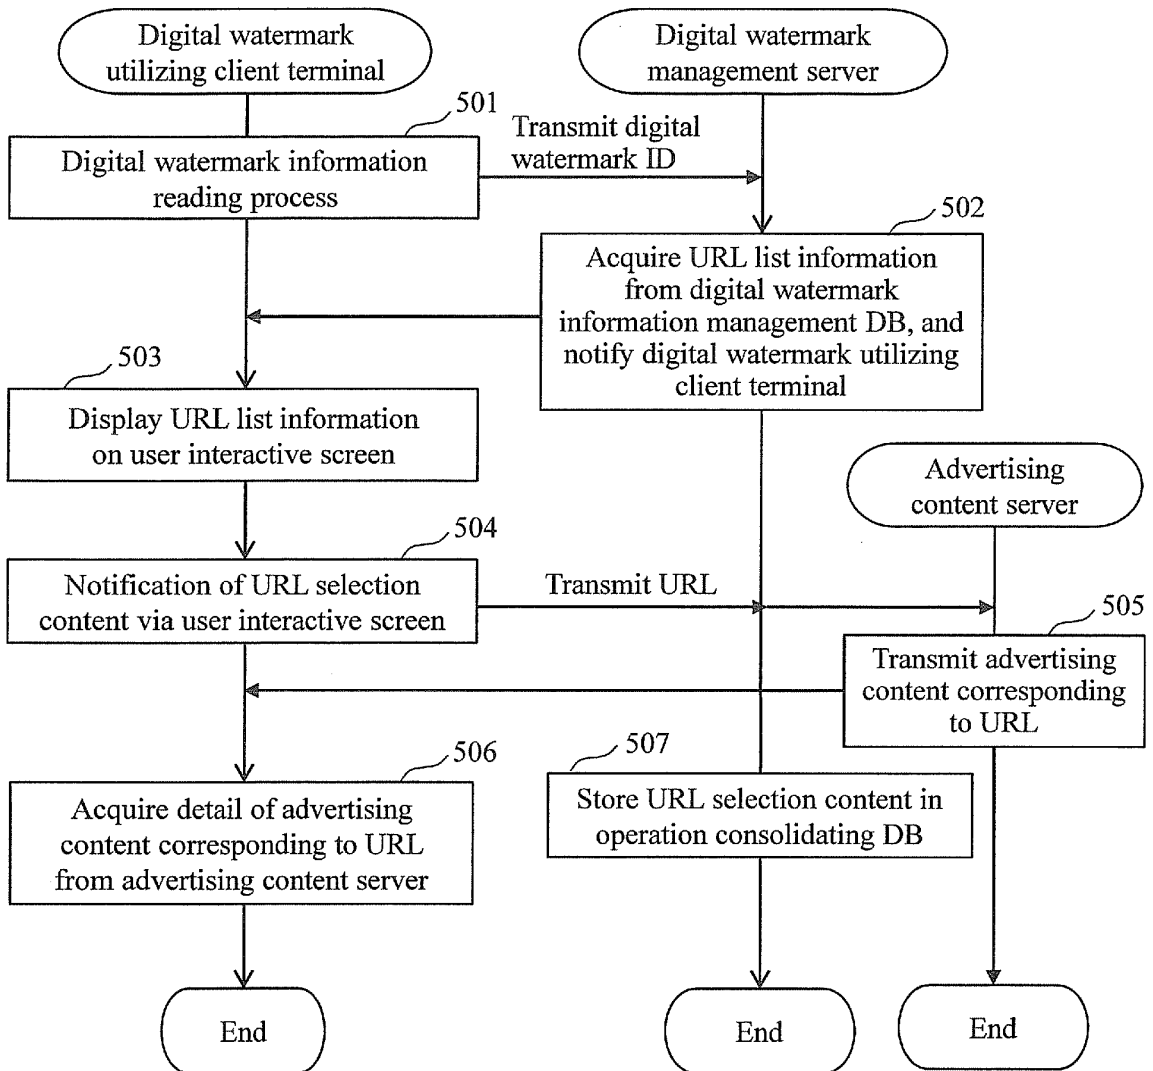 Digital watermark
utilizing client terminal
Digital watermark
management server
501
Transmit digital
watermark ID
Digital watermark information
reading process
502
Acquire URL list information
from digital watermark
information management DB, and
notify digital watermark utilizing
client terminal
503
Display URL list information
on user interactive screen
Advertising
content server
504
Notification of URL selection
content via user interactive screen
Transmit URL
505
Transmit advertising
content corresponding
to URL
506
507
Acquire detail of advertising
content corresponding to URL
from advertising content server
Store URL selection content in
operation consolidating DB
End
End
End